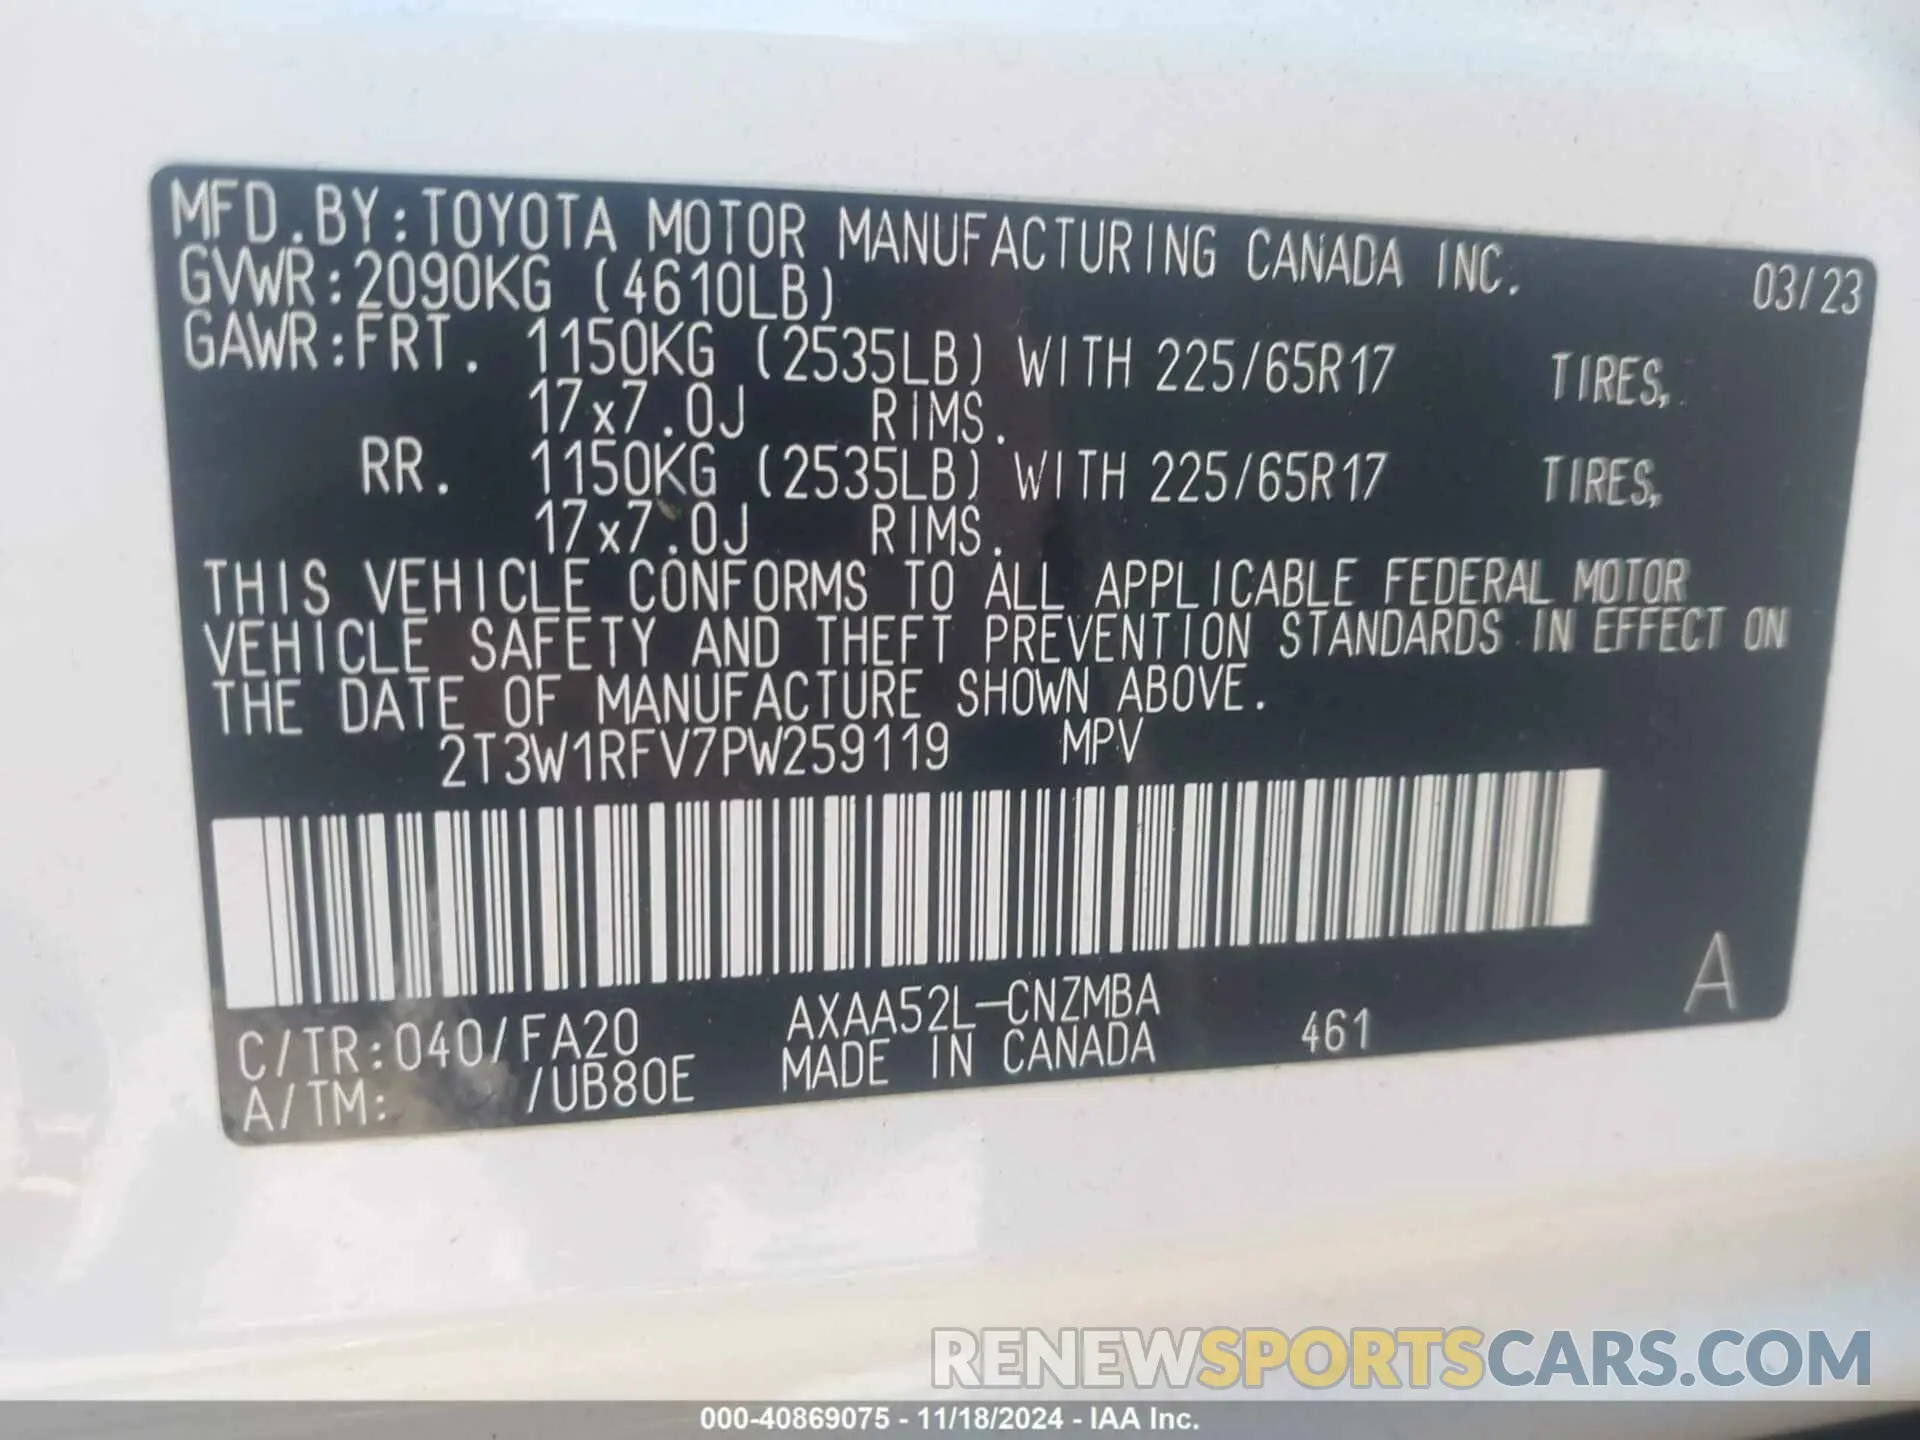 MFD.BY:TOYOTA MOTOR MANUFACTURING CANADA INC. 03/23
GVWR:2090KG (4610LB)
GAWR:FRT. 1150KG (2535LB) WITH 225/65R17 TIRES,
17x7.0J RIMS.
RR. 1150KG (2535LB) WITH 225/65R17 TIRES,
17x7.0J RIMS.
THIS VEHICLE CONFORMS TO ALL APPLICABLE FEDERAL MOTOR
VEHICLE SAFETY AND THEFT PREVENTION STANDARDS IN EFFECT ON
THE DATE OF MANUFACTURE SHOWN ABOVE.
2T3W1RFV7PW259119 MPV
C/TR:040/FA20 AXAA52L-CNZMBA A
A/TM: /UB80E MADE IN CANADA 461
RENEWSPORTSCARS.COM
000-40869075 - 11/18/2024 - IAA Inc.